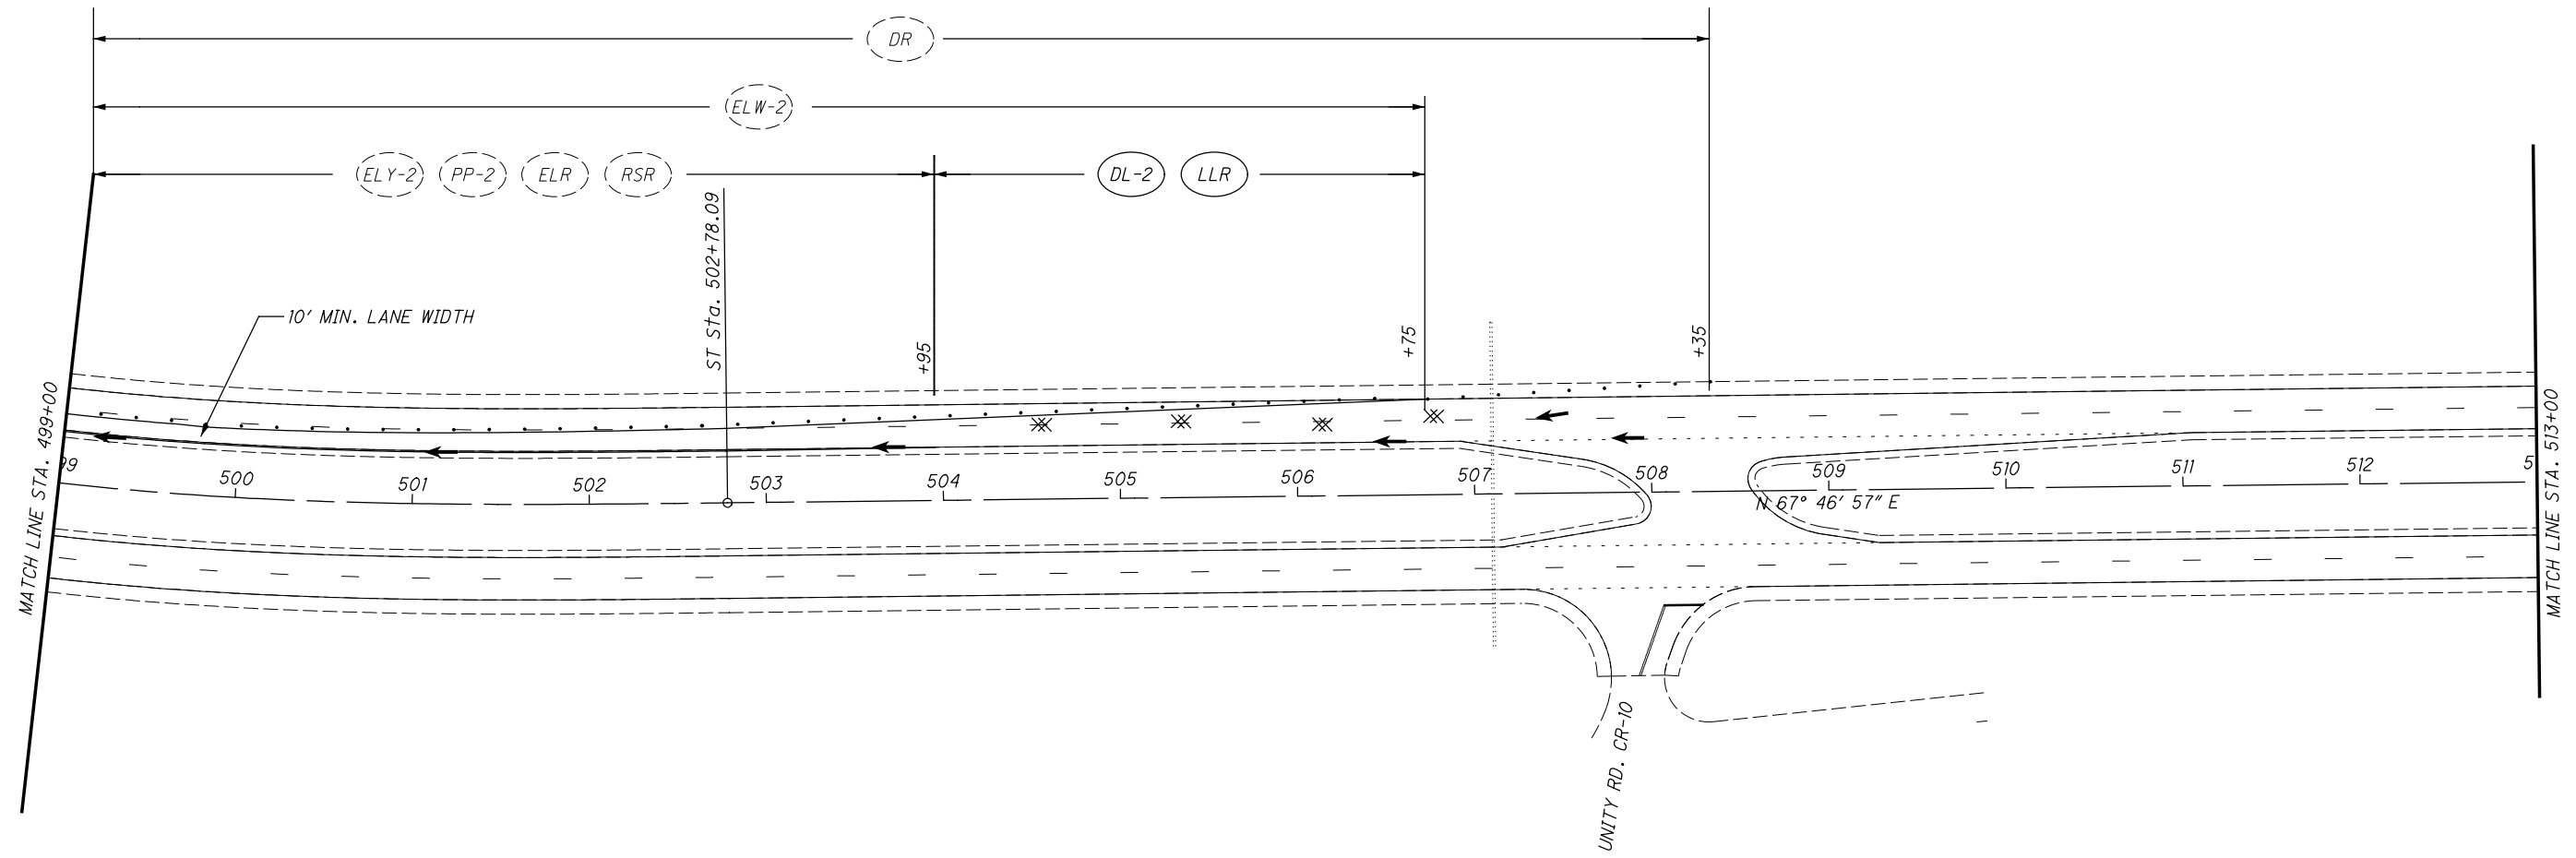 DR
ELW-2
ELY-2 PP-2 ELR RSR DL-2 LLR
ST Sta. 502+78.09
+95
+75
+35
10' MIN. LANE WIDTH
MATCH LINE STA. 499+00
99 500 501 502 503 504 505 506 507 508 509 510 511 512 5
N 67° 46' 57" E
MATCH LINE STA. 513+00
UNITY RD. CR-10